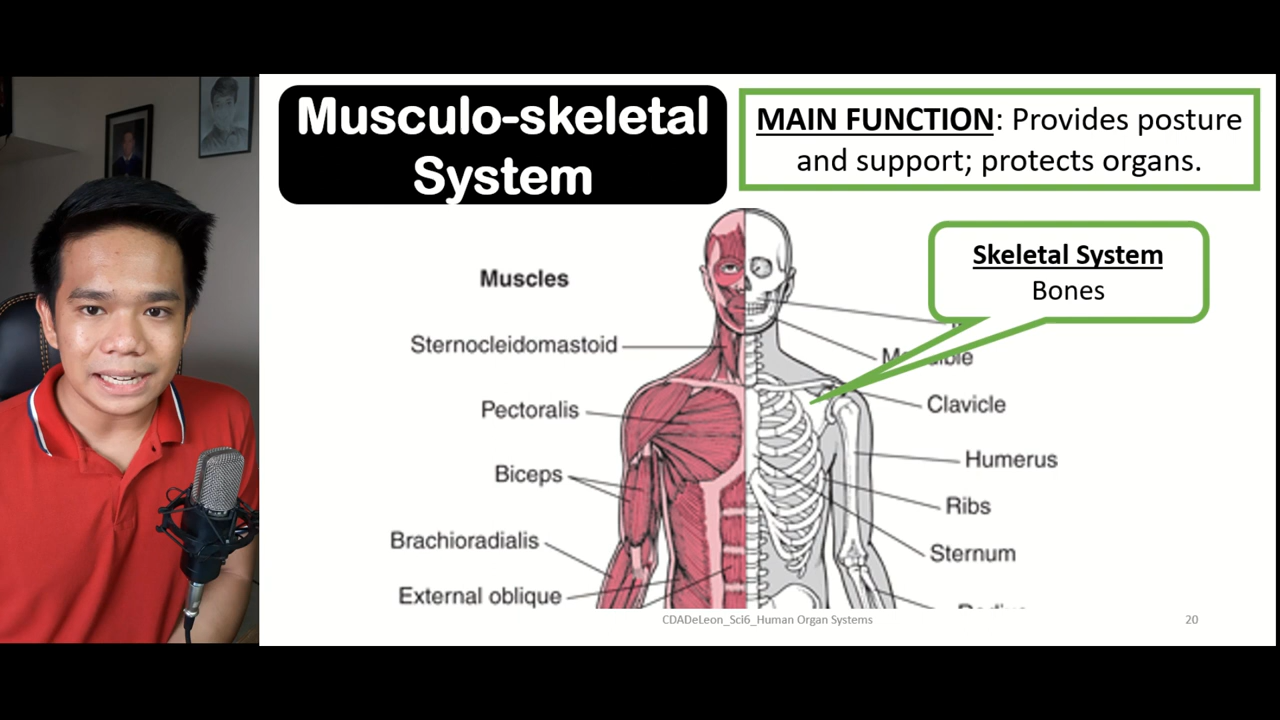 Musculo-skeletal
System
MAIN FUNCTION: Provides posture
and support; protects organs.
Skeletal System
Bones
Muscles
Sternocleidomastoid
Pectoralis
Biceps
Brachioradialis
External oblique
Clavicle
Humerus
Ribs
Sternum
CDADeLeon_Sci6_Human Organ Systems
20